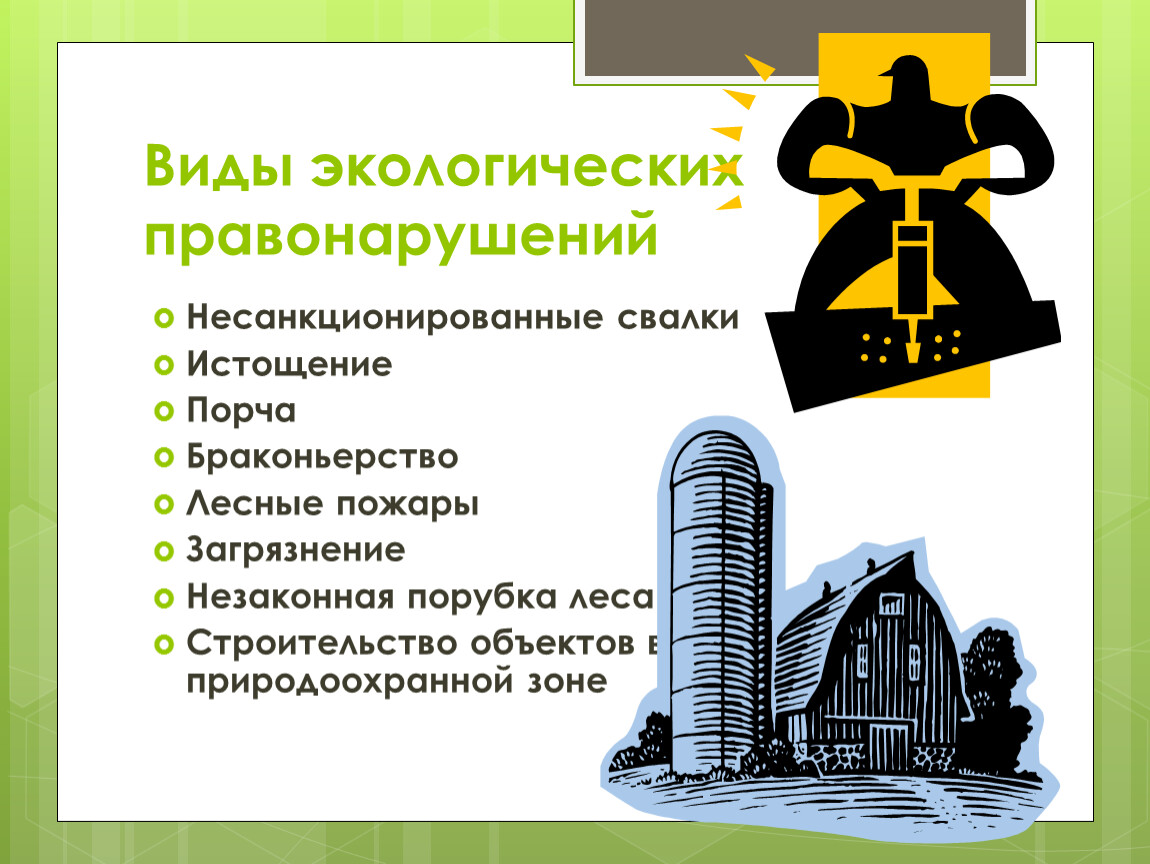 Виды экологических
правонарушений
Несанкционированные свалки
Истощение
Порча
Браконьерство
Лесные пожары
Загрязнение
Незаконная порубка леса
Строительство объектов в
природоохранной зоне